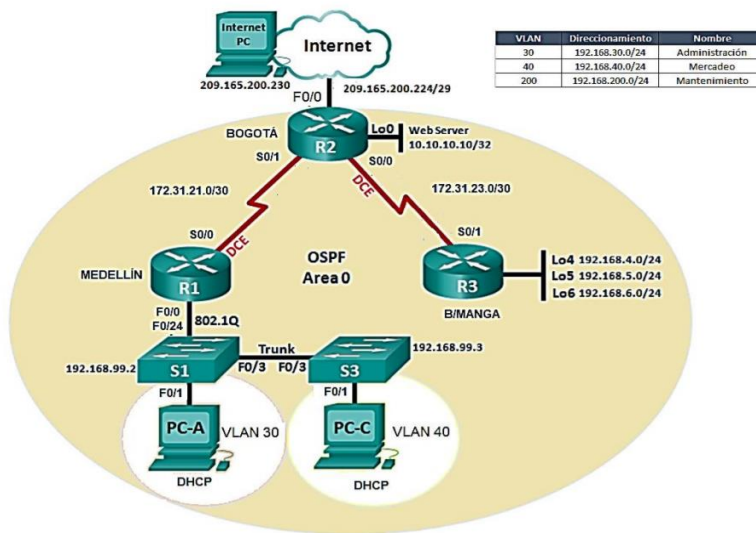 Internet
PC
Internet
209.165.200.230
209.165.200.224/29
VLAN Direccionamiento Nombre
30 192.168.30.0/24 Administración
40 192.168.40.0/24 Mercadeo
200 192.168.200.0/24 Mantenimiento
F0/0
BOGOTÁ
R2
Lo0
Web Server
10.10.10.10/32
S0/1
S0/0
DCE
172.31.21.0/30
172.31.23.0/30
S0/0
DCE
S0/1
MEDELLÍN
R1
OSPF
Area 0
R3
B/MANGA
Lo4 192.168.4.0/24
Lo5 192.168.5.0/24
Lo6 192.168.6.0/24
F0/0
F0/24
802.1Q
192.168.99.2
S1
Trunk
F0/3
F0/3
S3
192.168.99.3
F0/1
F0/1
PC-A
VLAN 30
DHCP
PC-C
VLAN 40
DHCP